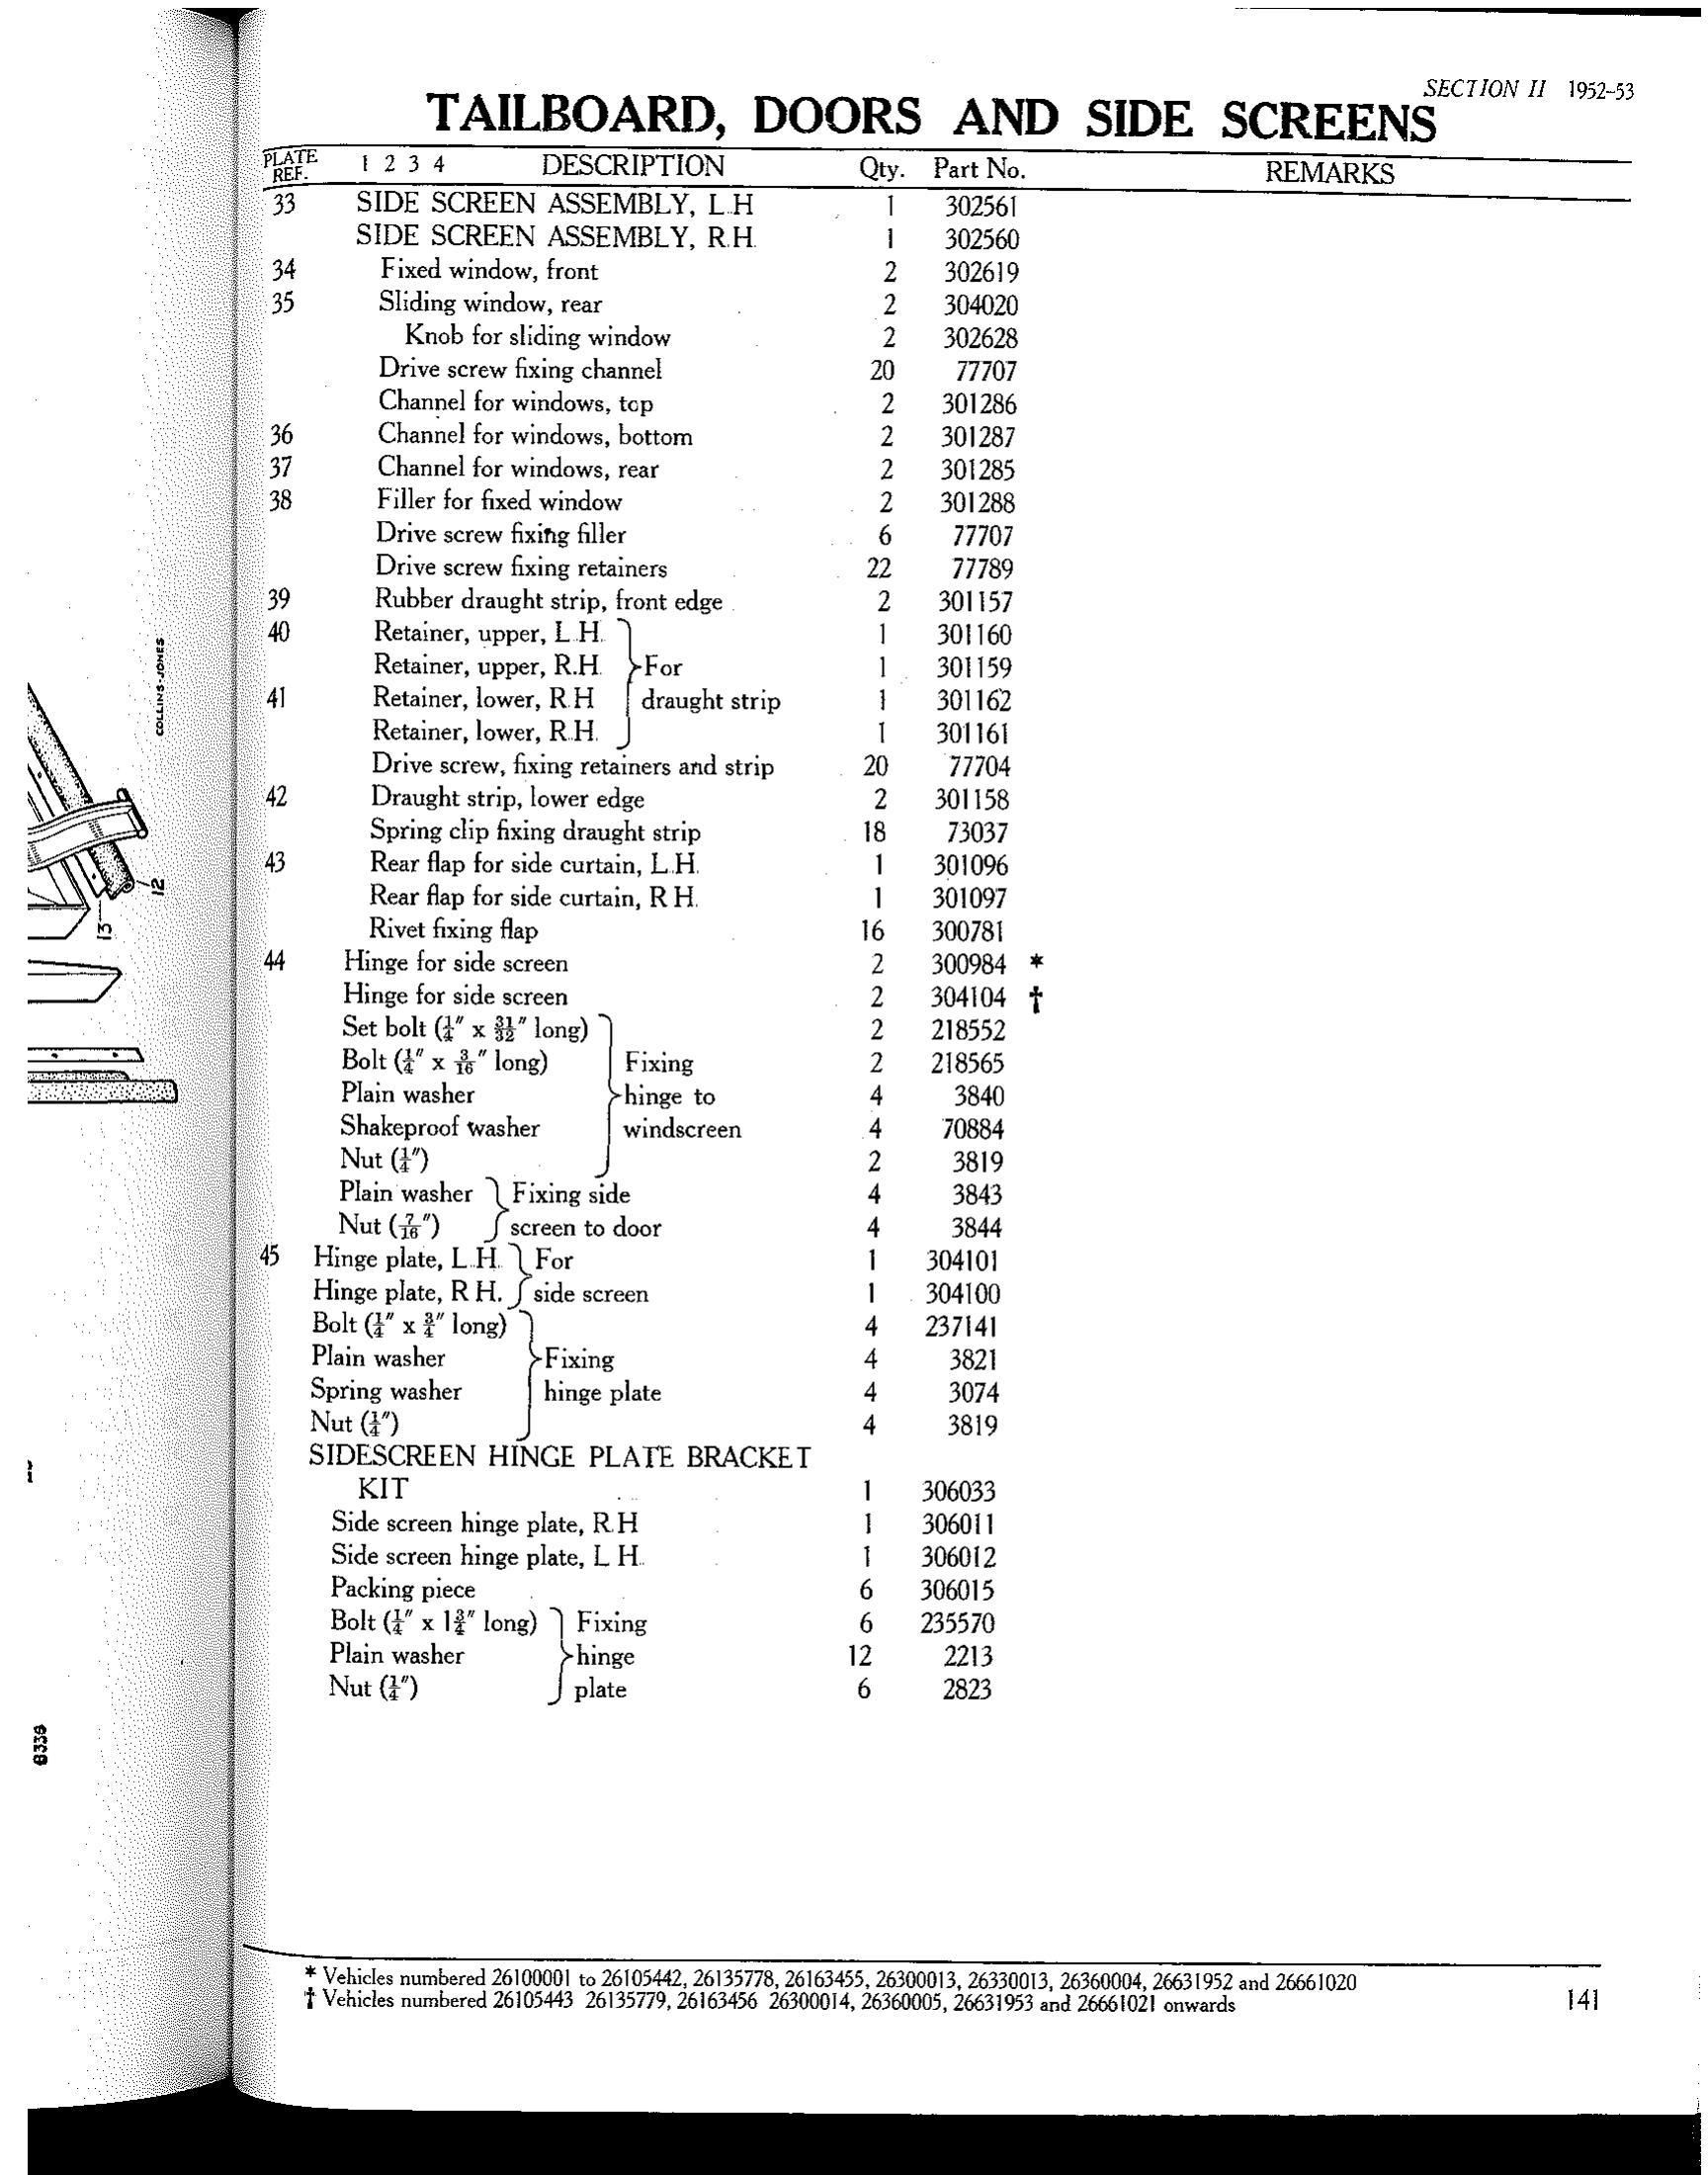 SECTION II 1952-53
TAILBOARD, DOORS AND SIDE SCREENS
PLATE REF. 1 2 3 4 DESCRIPTION Qty. Part No. REMARKS
33 SIDE SCREEN ASSEMBLY, L.H 1 302561
SIDE SCREEN ASSEMBLY, R.H. 1 302560
34 Fixed window, front 2 302619
35 Sliding window, rear 2 304020
Knob for sliding window 2 302628
Drive screw fixing channel 20 77707
Channel for windows, top 2 301286
36 Channel for windows, bottom 2 301287
37 Channel for windows, rear 2 301285
38 Filler for fixed window 2 301288
Drive screw fixing filler 6 77707
Drive screw fixing retainers 22 77789
39 Rubber draught strip, front edge 2 301157
40 Retainer, upper, L.H. 1 301160
Retainer, upper, R.H. For 1 301159
41 Retainer, lower, R.H draught strip 1 301162
Retainer, lower, R.H. 1 301161
Drive screw, fixing retainers and strip 20 77704
42 Draught strip, lower edge 2 301158
Spring clip fixing draught strip 18 73037
43 Rear flap for side curtain, L.H. 1 301096
Rear flap for side curtain, R H. 1 301097
Rivet fixing flap 16 300781
44 Hinge for side screen 2 300984 *
Hinge for side screen 2 304104 †
Set bolt (¼″ x 31/32″ long) 2 218552
Bolt (¼″ x 3/16″ long) Fixing 2 218565
Plain washer hinge to 4 3840
Shakeproof washer windscreen 4 70884
Nut (¼″) 2 3819
Plain washer Fixing side 4 3843
Nut (7/16″) screen to door 4 3844
45 Hinge plate, L.H. For 1 304101
Hinge plate, R H. side screen 1 304100
Bolt (¼″ x ¾″ long) 4 237141
Plain washer Fixing 4 3821
Spring washer hinge plate 4 3074
Nut (¼″) 4 3819
SIDESCREEN HINGE PLATE BRACKET
KIT 1 306033
Side screen hinge plate, R.H 1 306011
Side screen hinge plate, L H. 1 306012
Packing piece 6 306015
Bolt (¼″ x 1¾″ long) Fixing 6 235570
Plain washer hinge 12 2213
Nut (¼″) plate 6 2823
* Vehicles numbered 26100001 to 26105442, 26135778, 26163455, 26300013, 26330013, 26360004, 26631952 and 26661020
† Vehicles numbered 26105443 26135779, 26163456 26300014, 26360005, 26631953 and 26661021 onwards
141
COLLINS-JONES
12
13